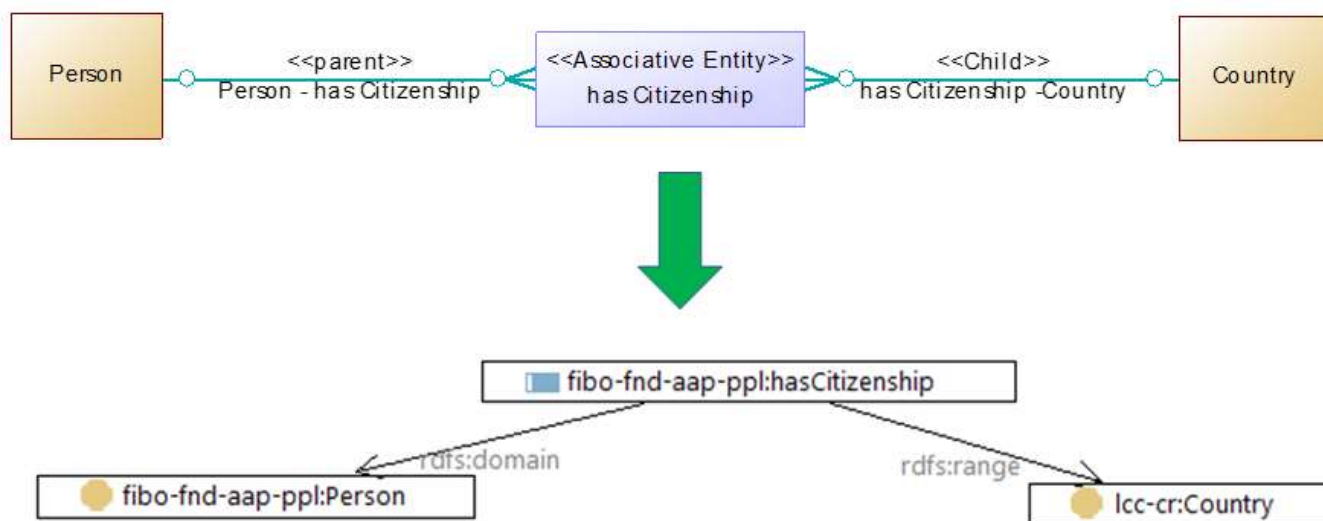 Person
<<parent>>
Person - has Citizenship
<<Associative Entity>>
has Citizenship
<<Child>>
has Citizenship -Country
Country
fibo-fnd-aap-ppl:hasCitizenship
rdfs:domain
rdfs:range
fibo-fnd-aap-ppl:Person
lcc-cr:Country